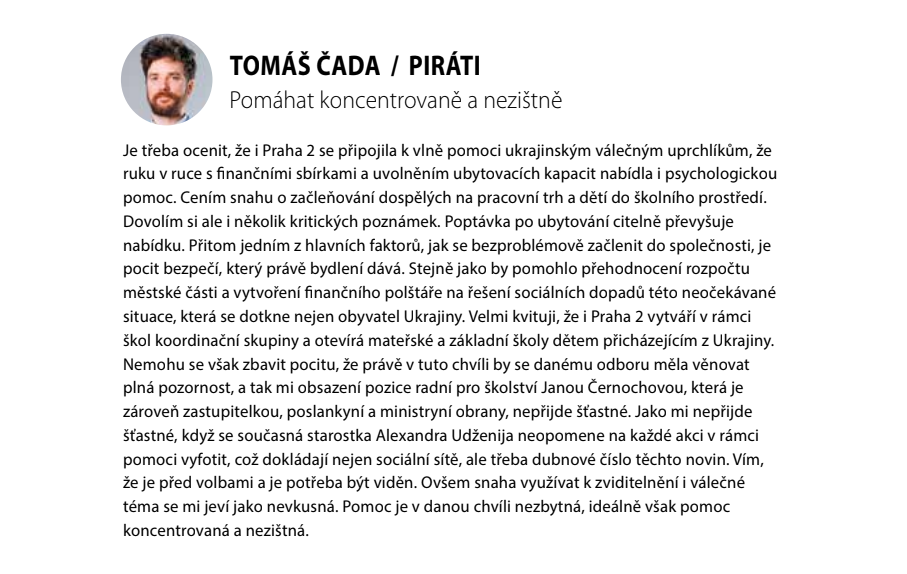 TOMÁŠ ČADA / PIRÁTI
Pomáhat koncentrovaně a nezištně
Je třeba ocenit, že i Praha 2 se připojila k vlně pomoci ukrajinským válečným uprchlíkům, že
ruku v ruce s finančními sbírkami a uvolněním ubytovacích kapacit nabídla i psychologickou
pomoc. Cením snahu o začleňování dospělých na pracovní trh a dětí do školního prostředí.
Dovolím si ale i několik kritických poznámek. Poptávka po ubytování citelně převyšuje
nabídku. Přitom jedním z hlavních faktorů, jak se bezproblémově začlenit do společnosti, je
pocit bezpečí, který právě bydlení dává. Stejně jako by pomohlo přehodnocení rozpočtu
městské části a vytvoření finančního polštáře na řešení sociálních dopadů této neočekávané
situace, která se dotkne nejen obyvatel Ukrajiny. Velmi kvituji, že i Praha 2 vytváří v rámci
škol koordinační skupiny a otevírá mateřské a základní školy dětem přicházejícím z Ukrajiny.
Nemohu se však zbavit pocitu, že právě v tuto chvíli by se danému odboru měla věnovat
plná pozornost, a tak mi obsazení pozice radní pro školství Janou Černochovou, která je
zároveň zastupitelkou, poslankyní a ministryní obrany, nepřijde šťastné. Jako mi nepřijde
šťastné, když se současná starostka Alexandra Udženija neopomene na každé akci v rámci
pomoci vyfotit, což dokládají nejen sociální sítě, ale třeba dubnové číslo těchto novin. Vím,
že je před volbami a je potřeba být viděn. Ovšem snaha využívat k zviditelnění i válečné
téma se mi jeví jako nevkusná. Pomoc je v danou chvíli nezbytná, ideálně však pomoc
koncentrovaná a nezištná.